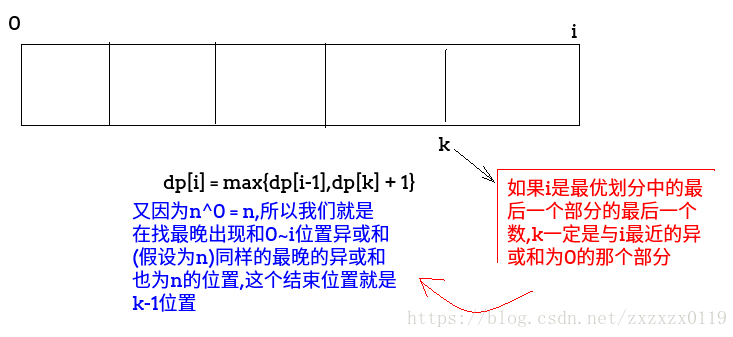 0
i
k
dp[i] = max{dp[i-1],dp[k] + 1}
又因为n^0 = n,所以我们就是
在找最晚出现和0~i位置异或和
(假设为n)同样的最晚的异或和
也为n的位置,这个结束位置就是
k-1位置
如果i是最优划分中的最
后一个部分的最后一个
数,k一定是与i最近的异
或和为0的那个部分
https://blog.csdn.net/zxzxzx0119